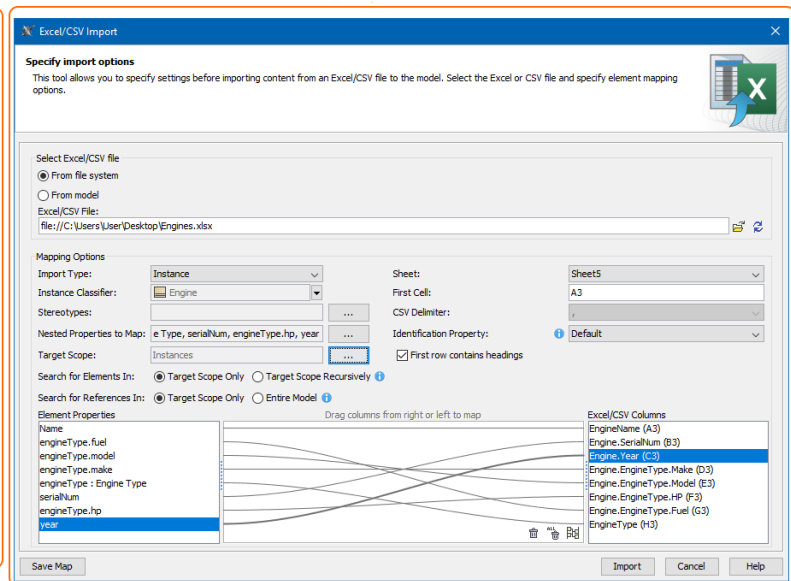 Excel/CSV Import
Specify import options
This tool allows you to specify settings before importing content from an Excel/CSV file to the model. Select the Excel or CSV file and specify element mapping
options.
X
Select Excel/CSV file
From file system
From model
Excel/CSV File:
file://C:\Users\User\Desktop\Engines.xlsx
Mapping Options
Import Type: Instance Sheet: Sheet5
Instance Classifier: Engine First Cell: A3
Stereotypes: ... CSV Delimiter: ,
Nested Properties to Map: e Type, serialNum, engineType.hp, year ... Identification Property: Default
Target Scope: Instances ... First row contains headings
Search for Elements In: Target Scope Only Target Scope Recursively
Search for References In: Target Scope Only Entire Model
Element Properties Drag columns from right or left to map Excel/CSV Columns
Name EngineName (A3)
engineType.fuel Engine.SerialNum (B3)
engineType.model Engine.Year (C3)
engineType.make Engine.EngineType.Make (D3)
engineType : Engine Type Engine.EngineType.Model (E3)
serialNum Engine.EngineType.HP (F3)
engineType.hp Engine.EngineType.Fuel (G3)
year EngineType (H3)
Save Map Import Cancel Help